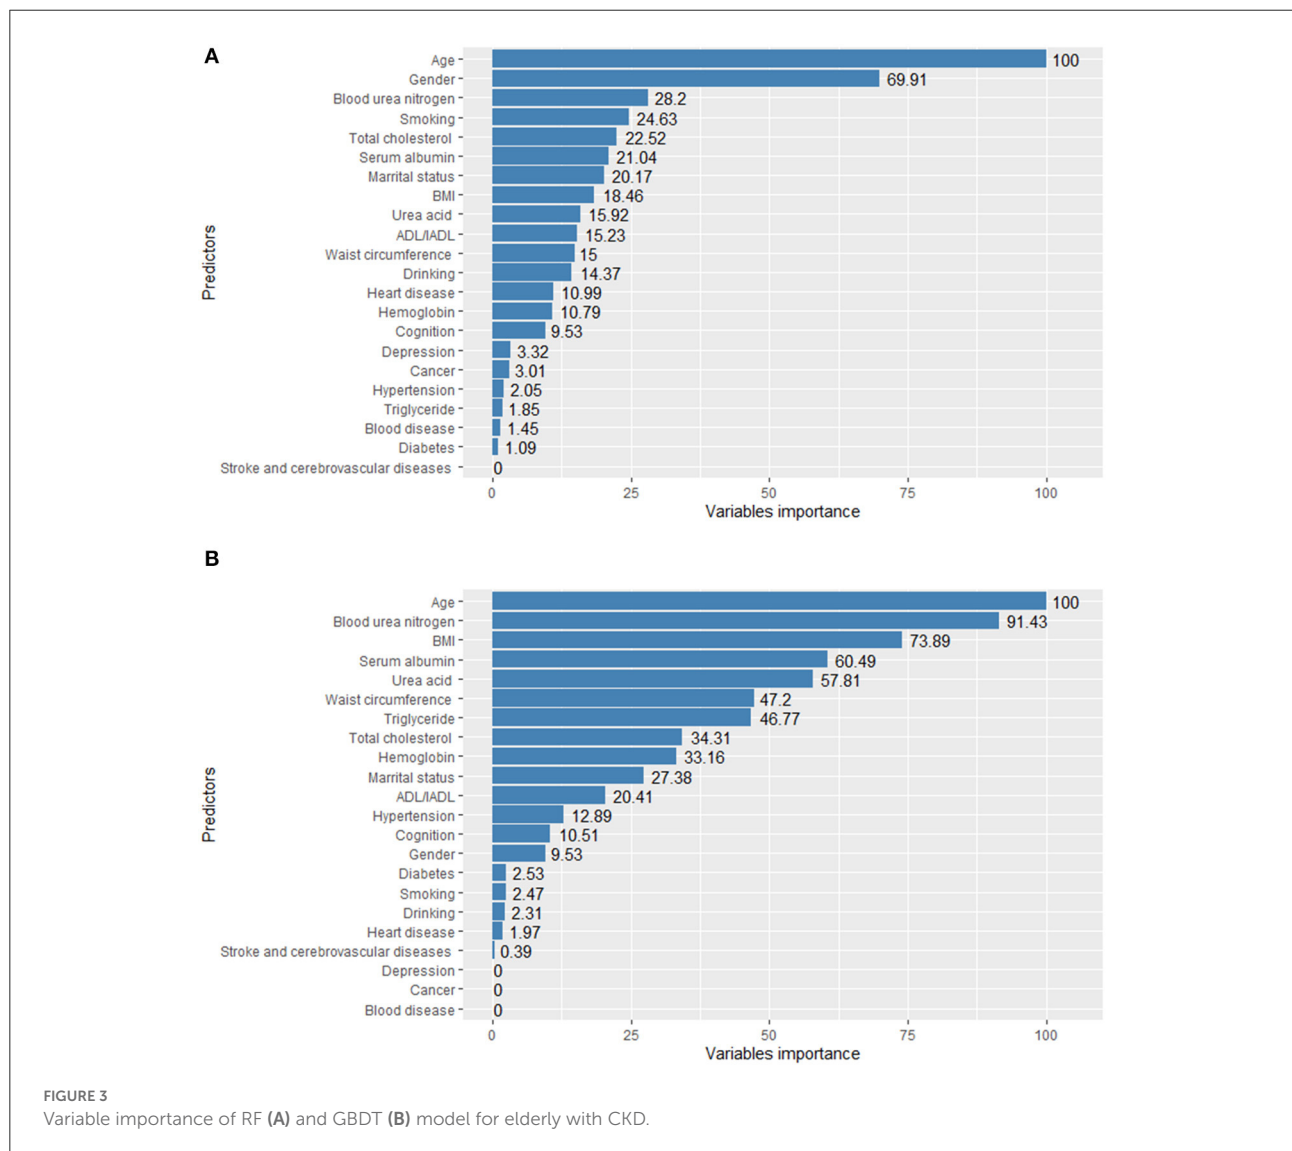 A
Age 100
Gender 69.91
Blood urea nitrogen 28.2
Smoking 24.63
Total cholesterol 22.52
Serum albumin 21.04
Marrital status 20.17
BMI 18.46
Urea acid 15.92
ADL/IADL 15.23
Waist circumference 15
Drinking 14.37
Heart disease 10.99
Hemoglobin 10.79
Cognition 9.53
Depression 3.32
Cancer 3.01
Hypertension 2.05
Triglyceride 1.85
Blood disease 1.45
Diabetes 1.09
Stroke and cerebrovascular diseases 0
Predictors
0 25 50 75 100
Variables importance
B
Age 100
Blood urea nitrogen 91.43
BMI 73.89
Serum albumin 60.49
Urea acid 57.81
Waist circumference 47.2
Triglyceride 46.77
Total cholesterol 34.31
Hemoglobin 33.16
Marrital status 27.38
ADL/IADL 20.41
Hypertension 12.89
Cognition 10.51
Gender 9.53
Diabetes 2.53
Smoking 2.47
Drinking 2.31
Heart disease 1.97
Stroke and cerebrovascular diseases 0.39
Depression 0
Cancer 0
Blood disease 0
Predictors
0 25 50 75 100
Variables importance
FIGURE 3
Variable importance of RF (A) and GBDT (B) model for elderly with CKD.